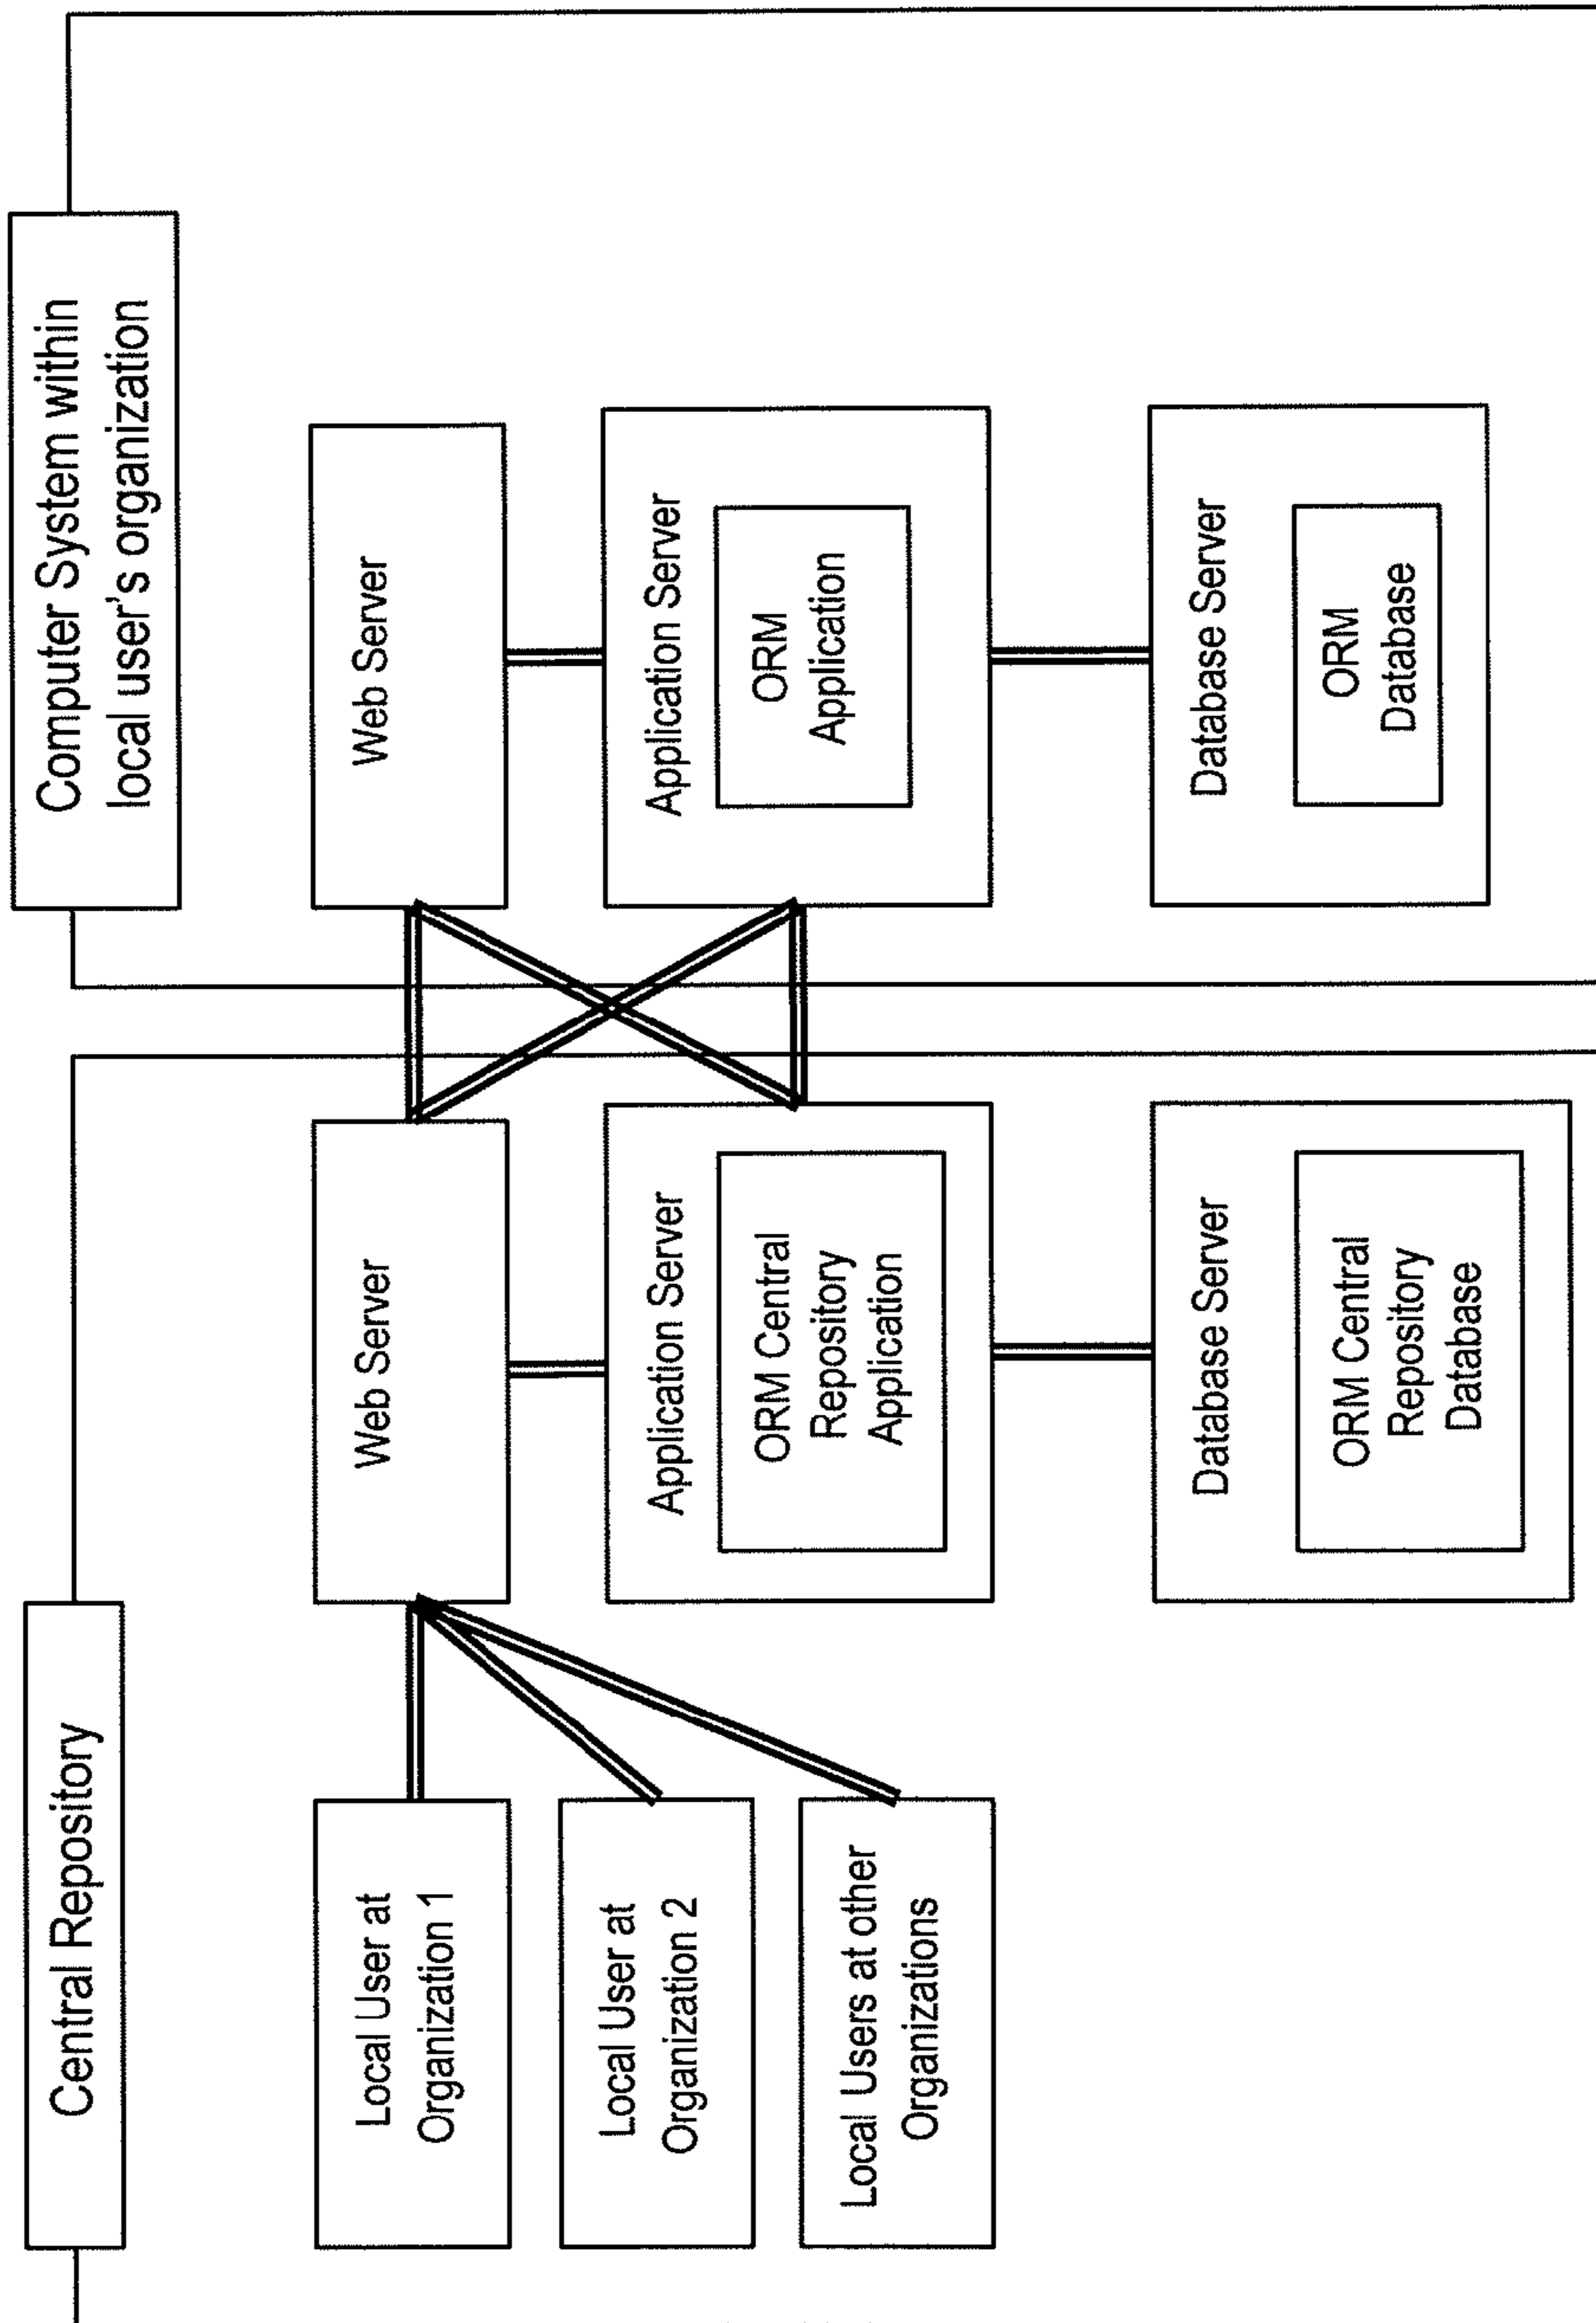 Central Repository
Local User at
Organization 1
Local User at
Organization 2
Local Users at other
Organizations
Web Server
Application Server
ORM Central
Repository
Application
Database Server
ORM Central
Repository
Database
Computer System within
local user's organization
Web Server
Application Server
ORM
Application
Database Server
ORM
Database